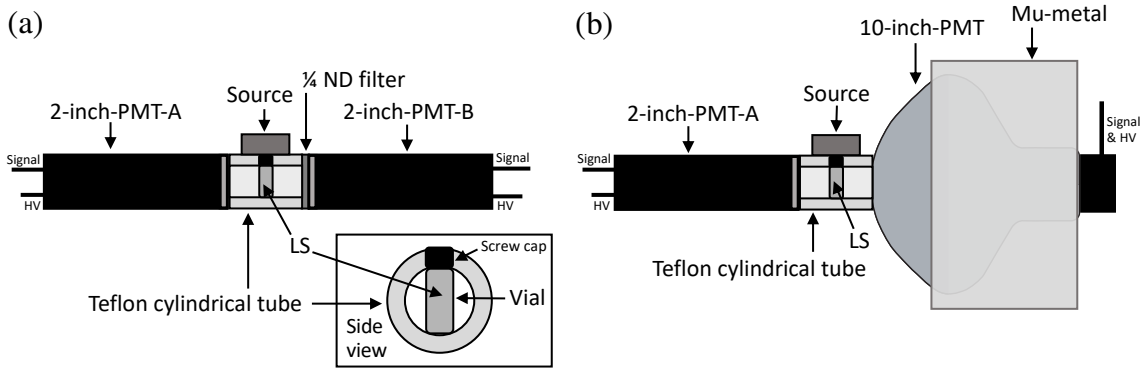 (a)
¼ ND filter
Source
2-inch-PMT-A
2-inch-PMT-B
Signal
Signal
HV
HV
LS
Screw cap
Teflon cylindrical tube
Vial
Side
view
(b)
Mu-metal
10-inch-PMT
Source
2-inch-PMT-A
Signal
& HV
Signal
HV
LS
Teflon cylindrical tube